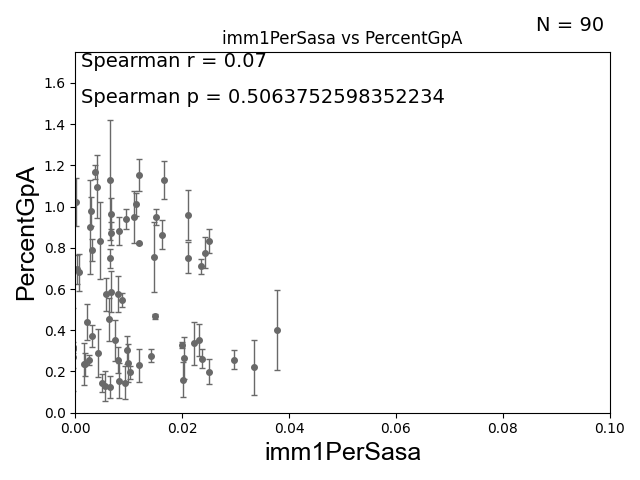 N = 90
imm1PerSasa vs PercentGpA
Spearman r = 0.07
Spearman p = 0.5063752598352234
PercentGpA
1.6
1.4
1.2
1.0
0.8
0.6
0.4
0.2
0.0
0.00 0.02 0.04 0.06 0.08 0.10
imm1PerSasa